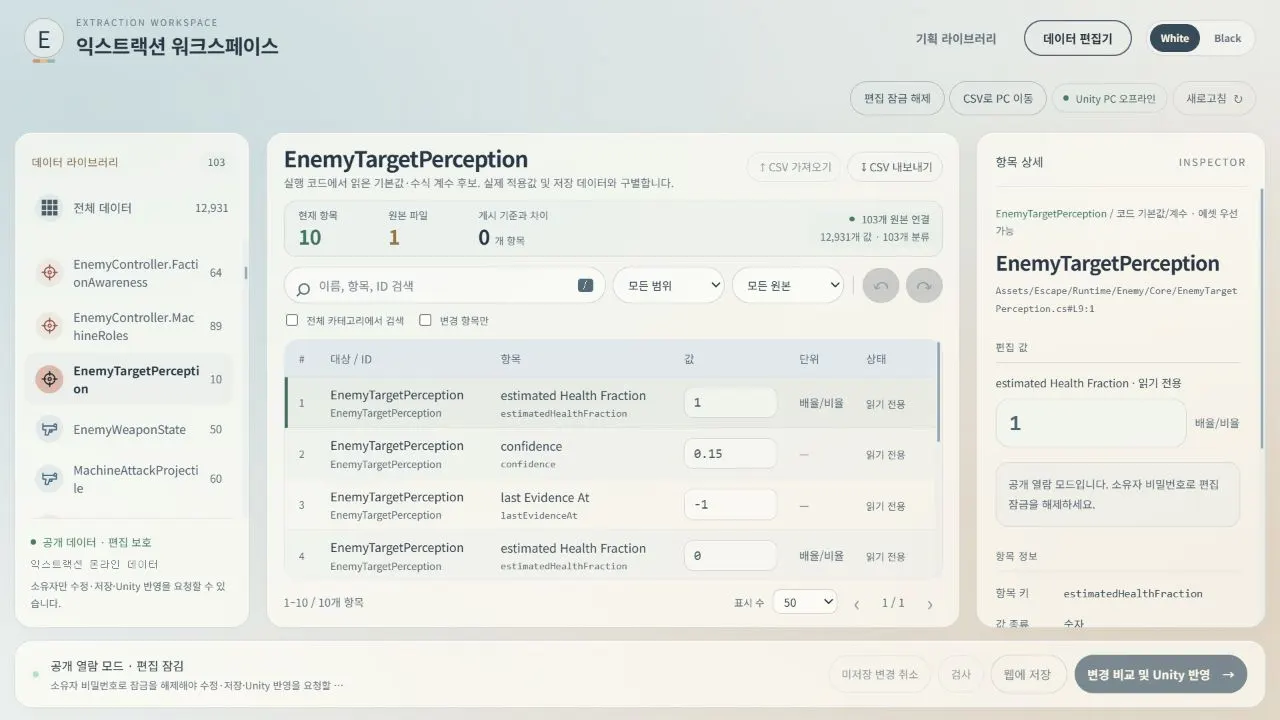 E
EXTRACTION WORKSPACE
익스트랙션 워크스페이스
기획 라이브러리
데이터 편집기
White
Black
편집 잠금 해제
CSV로 PC 이동
Unity PC 오프라인
새로고침 ↻
데이터 라이브러리 103
전체 데이터 12,931
EnemyController.Facti
onAwareness 64
EnemyController.Mac
hineRoles 89
EnemyTargetPercepti
on 10
EnemyWeaponState 50
MachineAttackProjecti
le 60
공개 데이터 · 편집 보호
익스트랙션 온라인 데이터
소유자만 수정·저장·Unity 반영을 요청할 수 있
습니다.
EnemyTargetPerception
실행 코드에서 읽은 기본값·수식 계수 후보. 실제 적용값 및 저장 데이터와 구별합니다.
↑ CSV 가져오기
↧ CSV 내보내기
현재 항목
10
원본 파일
1
게시 기준과 차이
0 개 항목
103개 원본 연결
12,931개 값 · 103개 분류
이름, 항목, ID 검색 /
모든 범위
모든 원본
전체 카테고리에서 검색
변경 항목만
# 대상 / ID 항목 값 단위 상태
1 EnemyTargetPerception estimated Health Fraction 1 배율/비율 읽기 전용
EnemyTargetPerception estimatedHealthFraction
2 EnemyTargetPerception confidence 0.15 — 읽기 전용
EnemyTargetPerception confidence
3 EnemyTargetPerception last Evidence At -1 — 읽기 전용
EnemyTargetPerception lastEvidenceAt
4 EnemyTargetPerception estimated Health Fraction 0 배율/비율 읽기 전용
EnemyTargetPerception estimatedHealthFraction
1–10 / 10개 항목
표시 수 50 ‹ 1 / 1 ›
항목 상세 INSPECTOR
EnemyTargetPerception / 코드 기본값/계수 · 에셋 우선
가능
EnemyTargetPerception
Assets/Escape/Runtime/Enemy/Core/EnemyTarget
Perception.cs#L9:1
편집 값
estimated Health Fraction · 읽기 전용
1 배율/비율
공개 열람 모드입니다. 소유자 비밀번호로 편집
잠금을 해제하세요.
항목 정보
항목 키 estimatedHealthFraction
값 종류 숫자
공개 열람 모드 · 편집 잠김
소유자 비밀번호로 잠금을 해제해야 수정·저장·Unity 반영을 요청할 …
미저장 변경 취소
검사
웹에 저장
변경 비교 및 Unity 반영 →